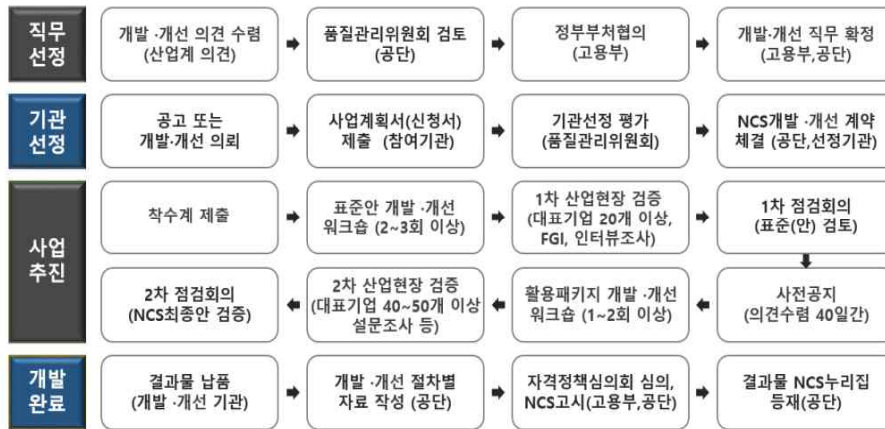 직무
선정
개발·개선 의견 수렴
(산업계 의견)
품질관리위원회 검토
(공단)
정부부처협의
(고용부)
개발·개선 직무 확정
(고용부,공단)
기관
선정
공고 또는
개발·개선 의뢰
사업계획서(신청서)
제출 (참여기관)
기관선정 평가
(품질관리위원회)
NCS개발 ·개선 계약
체결 (공단,선정기관)
사업
추진
착수계 제출
표준안 개발 ·개선
워크숍 (2~3회 이상)
1차 산업현장 검증
(대표기업 20개 이상,
FGI, 인터뷰조사)
1차 점검회의
(표준(안) 검토)
2차 점검회의
(NCS최종안 검증)
2차 산업현장 검증
(대표기업 40~50개 이상
설문조사 등)
활용패키지 개발 ·개선
워크숍 (1~2회 이상)
사전공지
(의견수렴 40일간)
개발
완료
결과물 납품
(개발 ·개선 기관)
개발 ·개선 절차별
자료 작성 (공단)
자격정책심의회 심의,
NCS고시(고용부,공단)
결과물 NCS누리집
등재(공단)